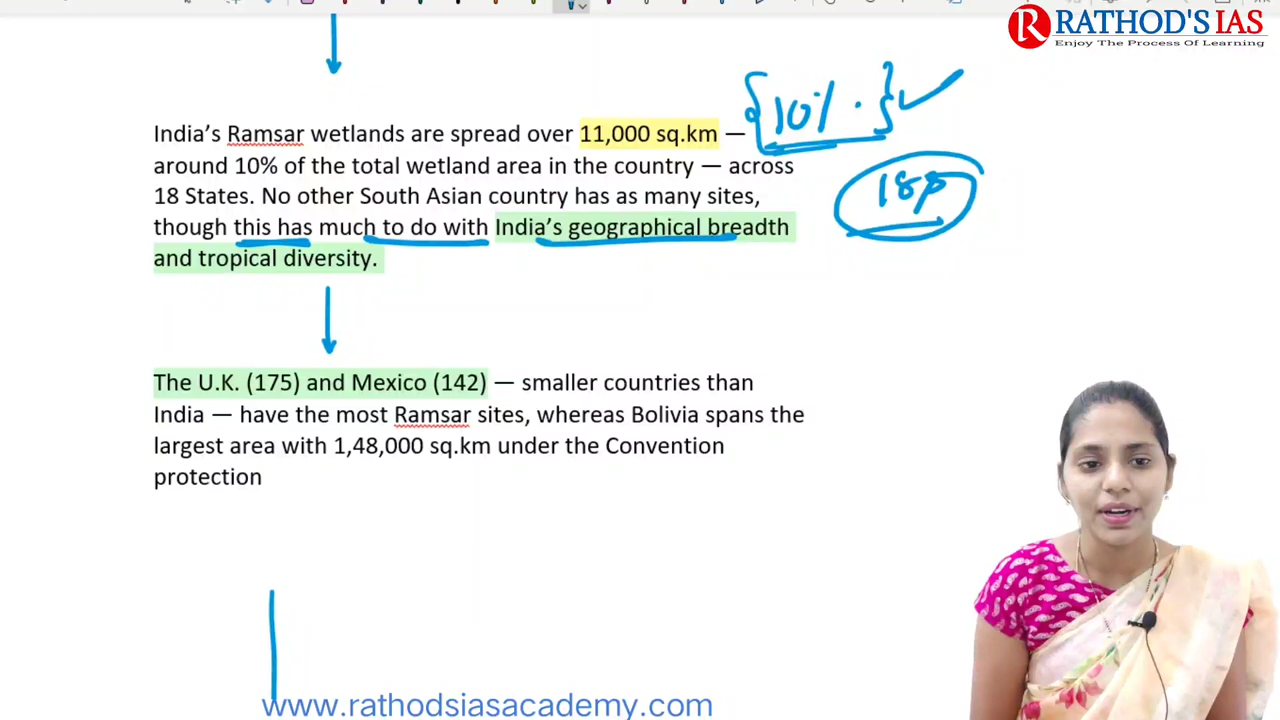 RATHOD'S IAS
Enjoy The Process Of Learning
10%
India's Ramsar wetlands are spread over 11,000 sq.km —
around 10% of the total wetland area in the country — across
18 States. No other South Asian country has as many sites,
though this has much to do with India's geographical breadth
and tropical diversity.
The U.K. (175) and Mexico (142) — smaller countries than
India — have the most Ramsar sites, whereas Bolivia spans the
largest area with 1,48,000 sq.km under the Convention
protection
www.rathodsiasacademy.com